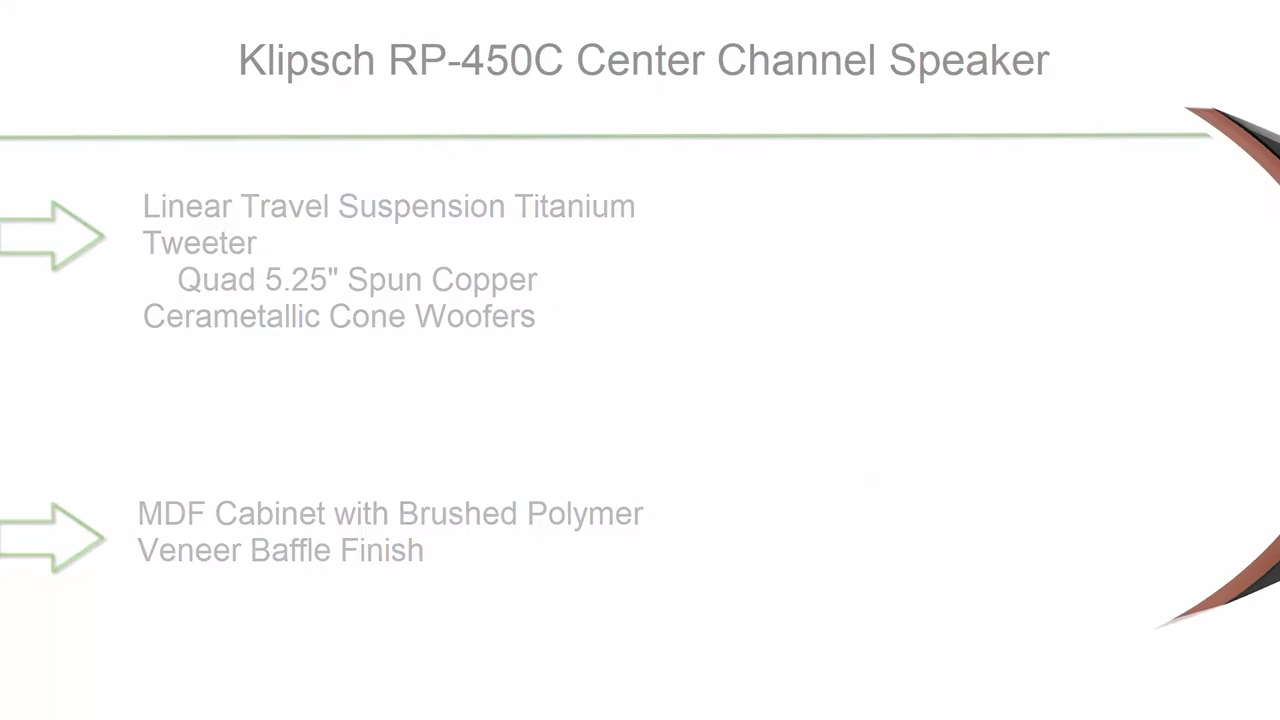 Klipsch RP-450C Center Channel Speaker
Linear Travel Suspension Titanium
Tweeter
Quad 5.25" Spun Copper
Cerametallic Cone Woofers
MDF Cabinet with Brushed Polymer
Veneer Baffle Finish